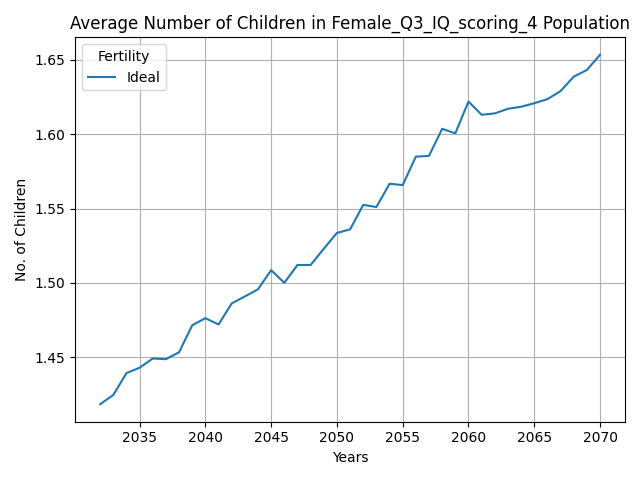 Average Number of Children in Female_Q3_IQ_scoring_4 Population
Fertility
Ideal
No. of Children
1.65
1.60
1.55
1.50
1.45
2035 2040 2045 2050 2055 2060 2065 2070
Years